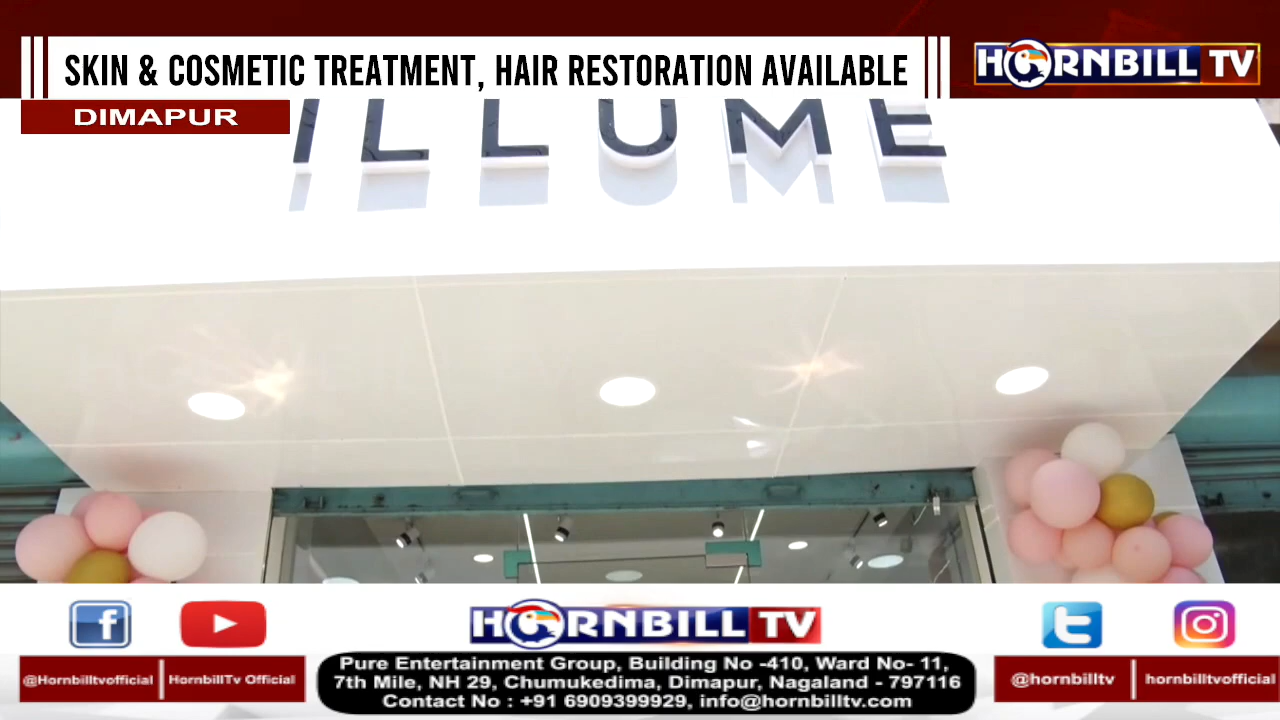 SKIN & COSMETIC TREATMENT, HAIR RESTORATION AVAILABLE
HORNBILL TV
DIMAPUR
ILLUME
HORNBILL TV
@Hornbilltvofficial
HornbillTv Official
Pure Entertainment Group, Building No -410, Ward No- 11,
7th Mile, NH 29, Chumukedima, Dimapur, Nagaland - 797116
Contact No : +91 6909399929, info@hornbilltv.com
@hornbilltv
hornbilltvofficial